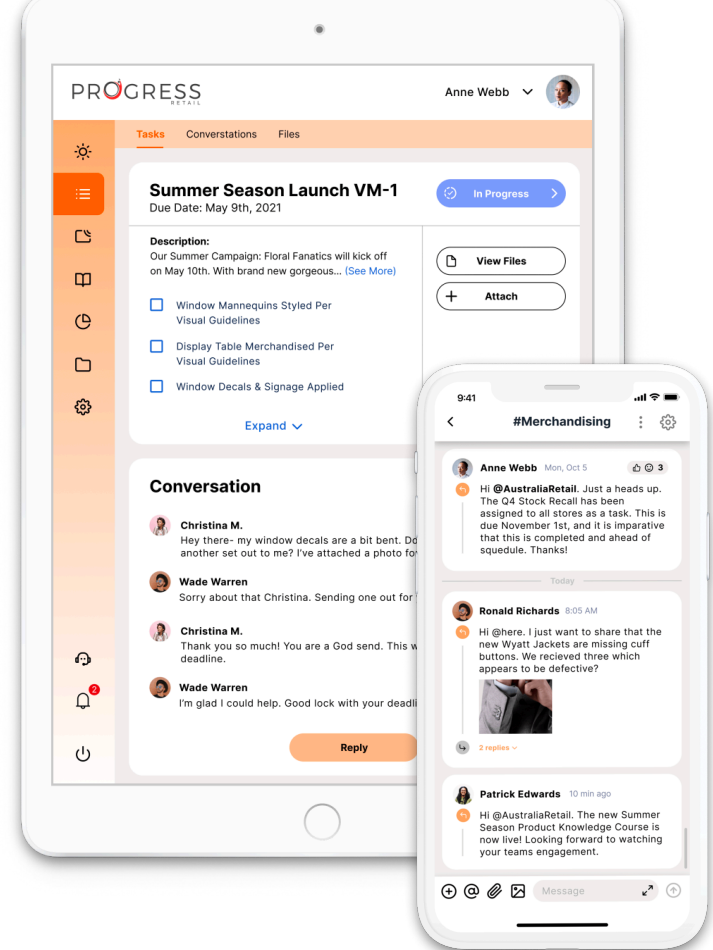 PROGRESS
RETAIL
Anne Webb
Tasks Converstations Files
Summer Season Launch VM-1
Due Date: May 9th, 2021
In Progress
Description:
Our Summer Campaign: Floral Fanatics will kick off
on May 10th. With brand new gorgeous... (See More)
View Files
Attach
Window Mannequins Styled Per
Visual Guidelines
Display Table Merchandised Per
Visual Guidelines
Window Decals & Signage Applied
Expand
Conversation
Christina M.
Hey there- my window decals are a bit bent. Do
another set out to me? I've attached a photo fo
Wade Warren
Sorry about that Christina. Sending one out for
Christina M.
Thank you so much! You are a God send. This w
deadline.
Wade Warren
I'm glad I could help. Good lock with your deadli
Reply
2
9:41
#Merchandising
Anne Webb Mon, Oct 5 3
Hi @AustraliaRetail. Just a heads up.
The Q4 Stock Recall has been
assigned to all stores as a task. This is
due November 1st, and it is imparative
that this is completed and ahead of
squedule. Thanks!
Today
Ronald Richards 8:05 AM
Hi @here. I just want to share that the
new Wyatt Jackets are missing cuff
buttons. We recieved three which
appears to be defective?
2 replies
Patrick Edwards 10 min ago
Hi @AustraliaRetail. The new Summer
Season Product Knowledge Course is
now live! Looking forward to watching
your teams engagement.
Message